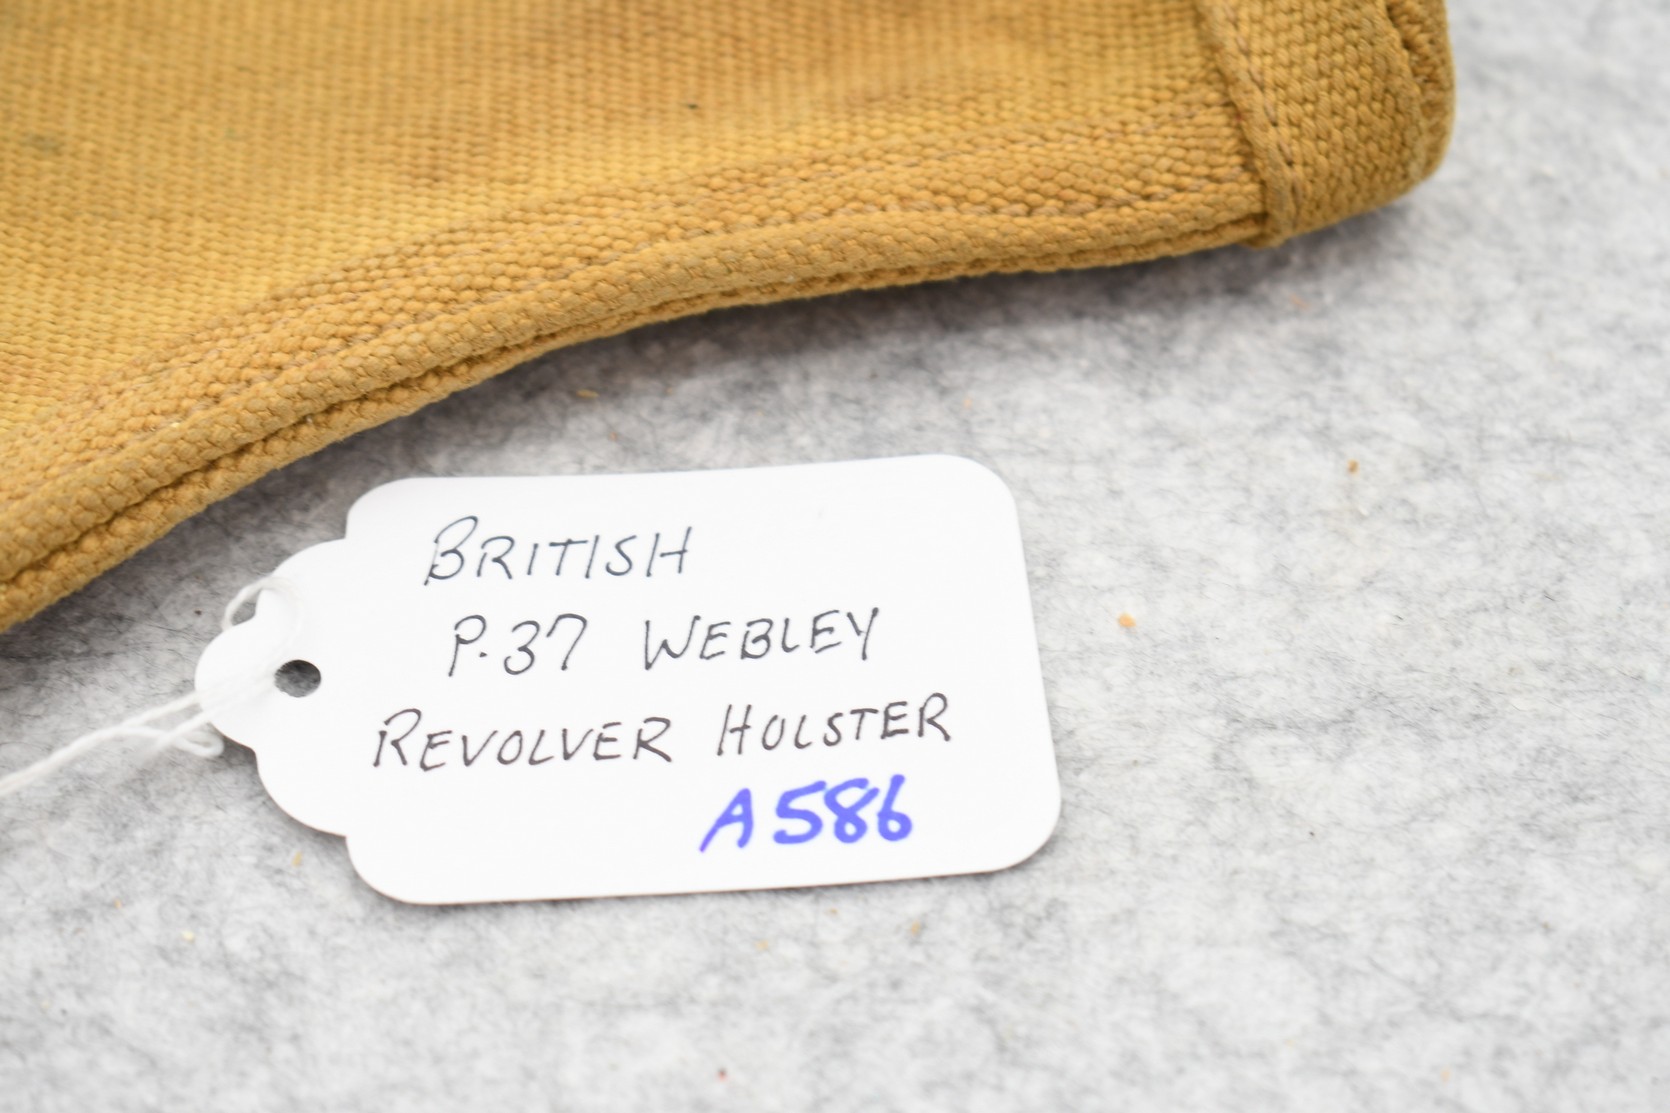 BRITISH
P.37 WEBLEY
REVOLVER HOLSTER
A586